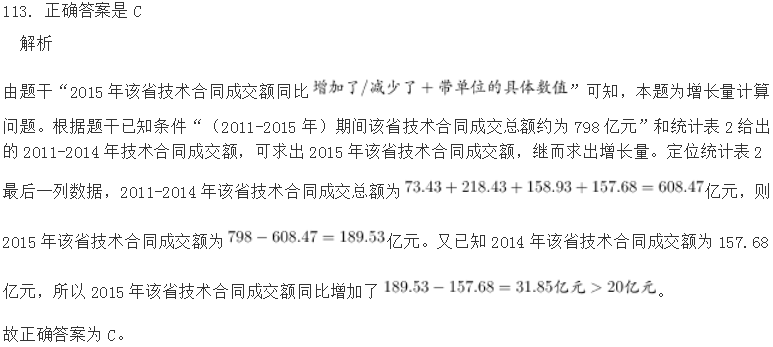 113. 正确答案是 C
解析
由题干“2015 年该省技术合同成交额同比增加了/减少了+带单位的具体数值”可知，本题为增长量计算
问题。根据题干已知条件“（2011-2015 年）期间该省技术合同成交总额约为 798 亿元”和统计表 2 给出
的 2011-2014 年技术合同成交额，可求出 2015 年该省技术合同成交额，继而求出增长量。定位统计表 2
最后一列数据，2011-2014 年该省技术合同成交总额为 73.43 + 218.43 + 158.93 + 157.68 = 608.47亿元，则
2015 年该省技术合同成交额为 798 − 608.47 = 189.53亿元。又已知 2014 年该省技术合同成交额为 157.68
亿元，所以 2015 年该省技术合同成交额同比增加了 189.53 − 157.68 = 31.85亿元 > 20亿元。
故正确答案为 C。